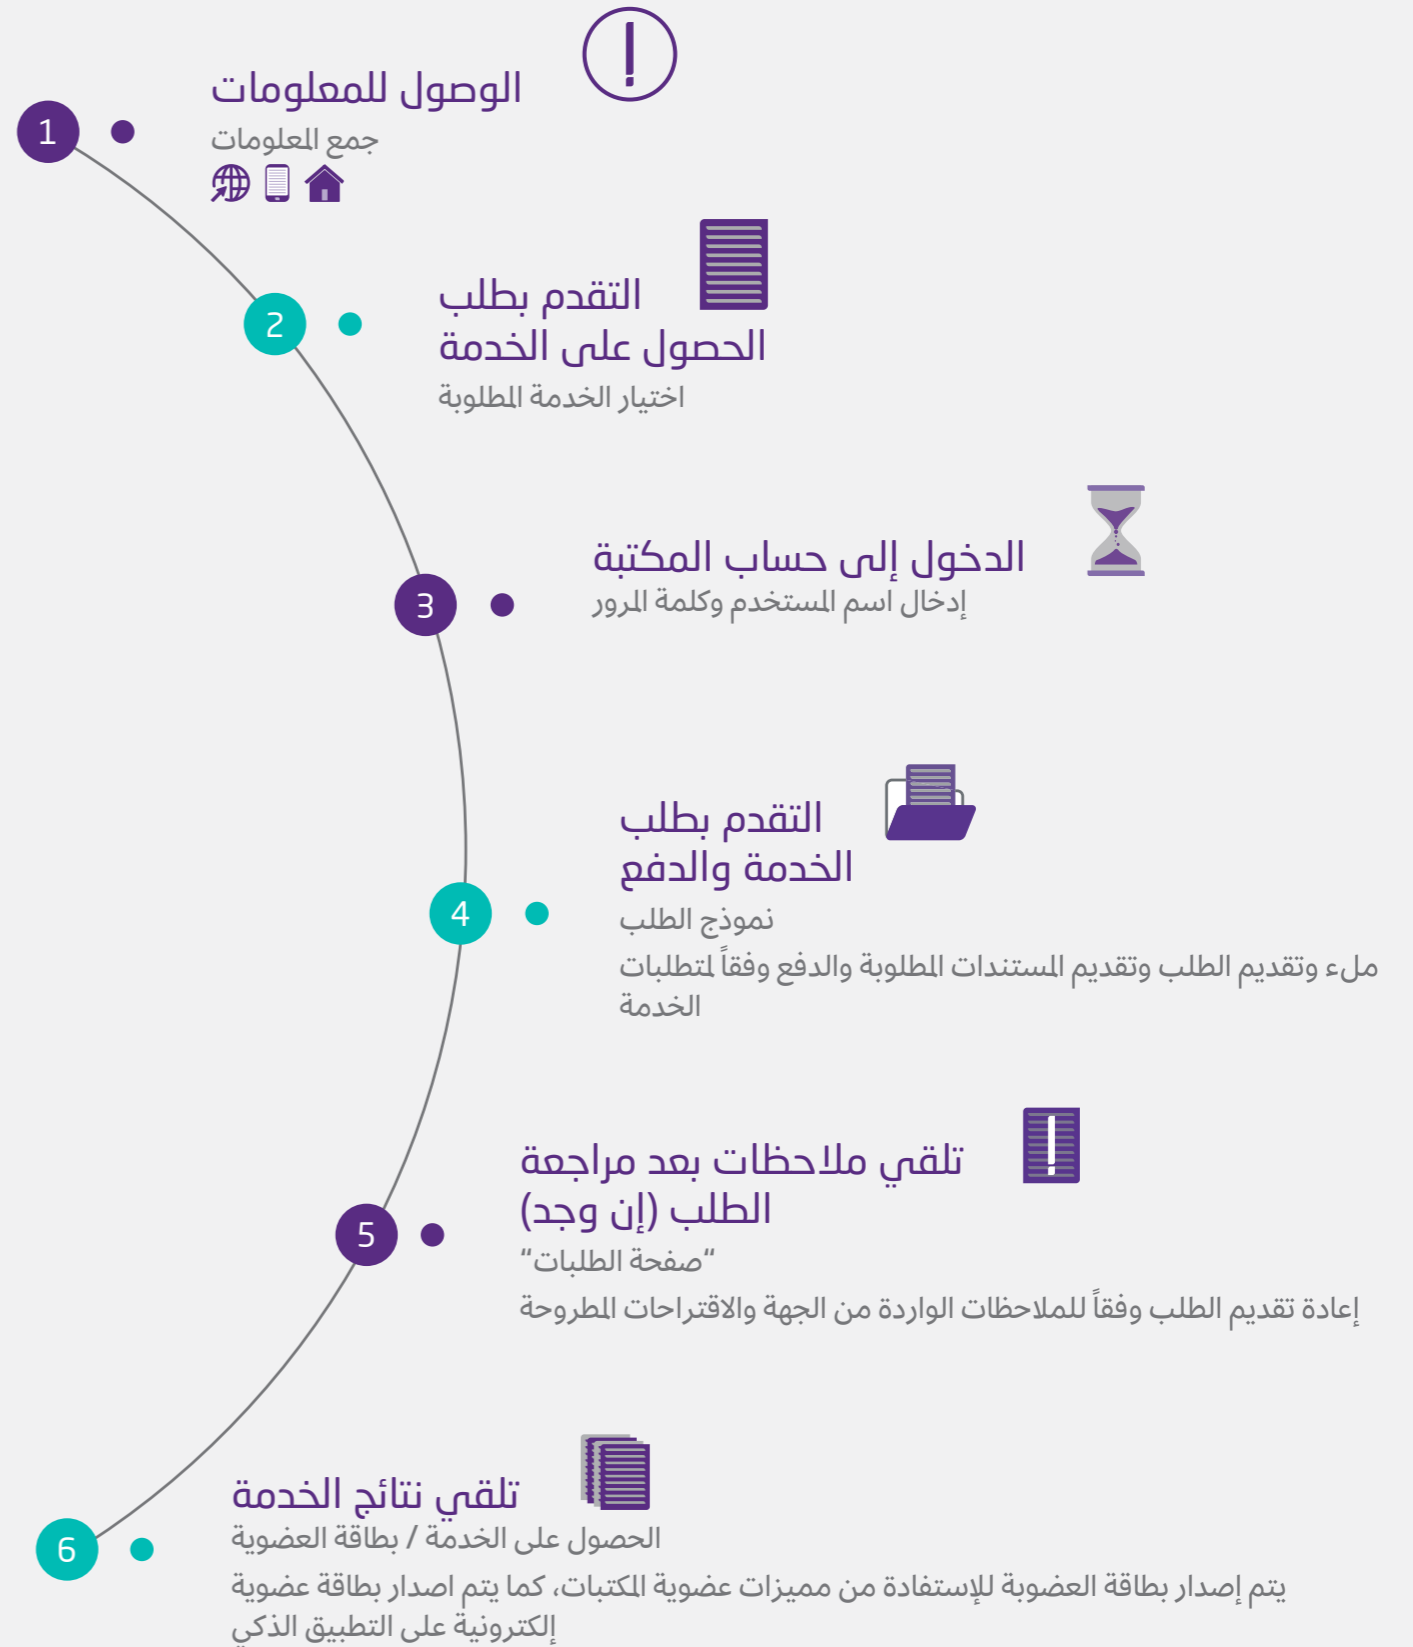 1
الوصول للمعلومات
جمع المعلومات
2
التقدم بطلب
الحصول على الخدمة
اختيار الخدمة المطلوبة
3
الدخول إلى حساب المكتبة
إدخال اسم المستخدم وكلمة المرور
4
التقدم بطلب
الخدمة والدفع
نموذج الطلب
ملء وتقديم الطلب وتقديم المستندات المطلوبة والدفع وفقاً لمتطلبات
الخدمة
5
تلقي ملاحظات بعد مراجعة
الطلب (إن وجد)
“صفحة الطلبات“
إعادة تقديم الطلب وفقاً للملاحظات الواردة من الجهة والاقتراحات المطروحة
6
تلقي نتائج الخدمة
الحصول على الخدمة / بطاقة العضوية
يتم إصدار بطاقة العضوبة للإستفادة من مميزات عضوية المكتبات، كما يتم اصدار بطاقة عضوية
إلكترونية على التطبيق الذكي